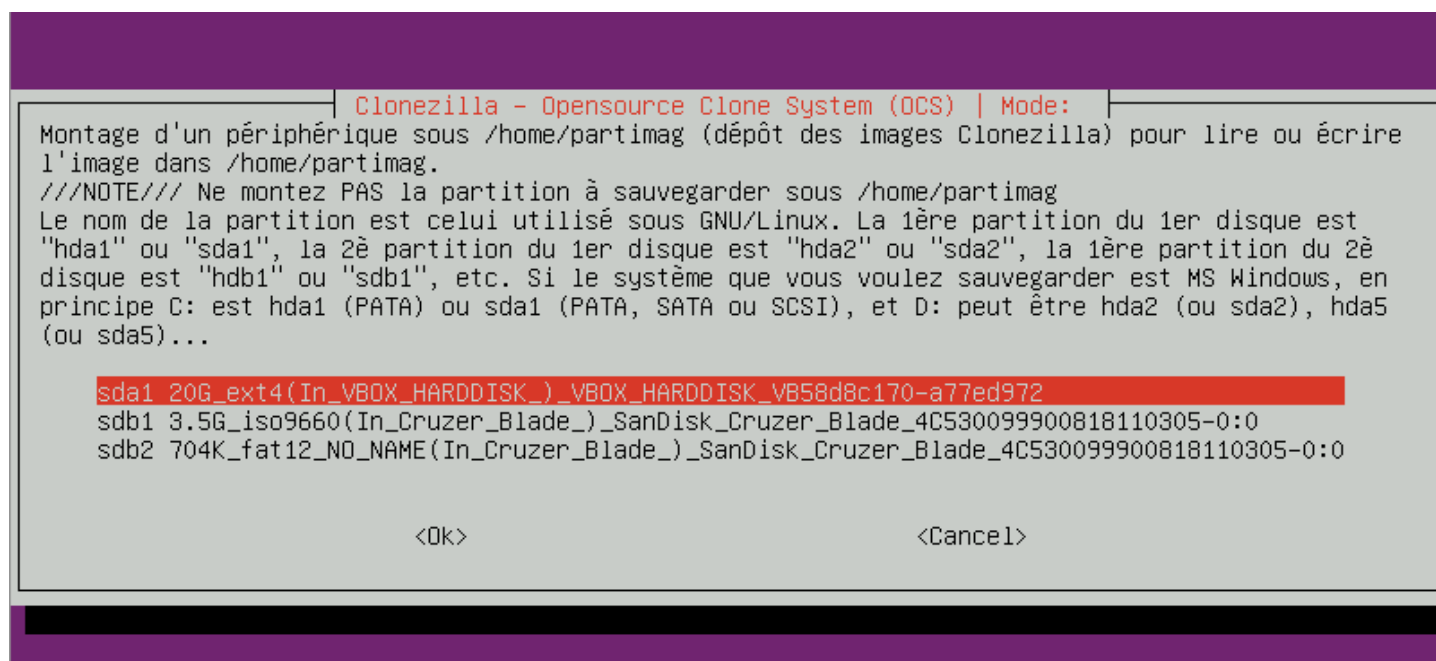 Clonezilla - Opensource Clone System (OCS) | Mode:
Montage d'un périphérique sous /home/partimag (dépôt des images Clonezilla) pour lire ou écrire
l'image dans /home/partimag.
///NOTE/// Ne montez PAS la partition à sauvegarder sous /home/partimag
Le nom de la partition est celui utilisé sous GNU/Linux. La 1ère partition du 1er disque est
"hda1" ou "sda1", la 2è partition du 1er disque est "hda2" ou "sda2", la 1ère partition du 2è
disque est "hdb1" ou "sdb1", etc. Si le système que vous voulez sauvegarder est MS Windows, en
principe C: est hda1 (PATA) ou sda1 (PATA, SATA ou SCSI), et D: peut être hda2 (ou sda2), hda5
(ou sda5)...
sda1 20G_ext4(In_VBOX_HARDDISK_)_VBOX_HARDDISK_VB58d8c170-a77ed972
sdb1 3.5G_iso9660(In_Cruzer_Blade_)_SanDisk_Cruzer_Blade_4C530099900818110305-0:0
sdb2 704K_fat12_NO_NAME(In_Cruzer_Blade_)_SanDisk_Cruzer_Blade_4C530099900818110305-0:0
<Ok> <Cancel>